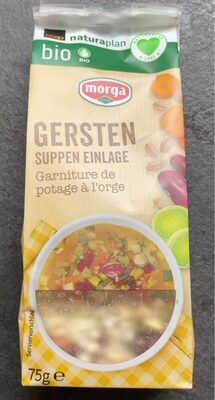 naturaplan
bio
BIO
morga
GERSTEN
SUPPEN EINLAGE
Garniture de
potage à l'orge
Serviervorschlag
75g e